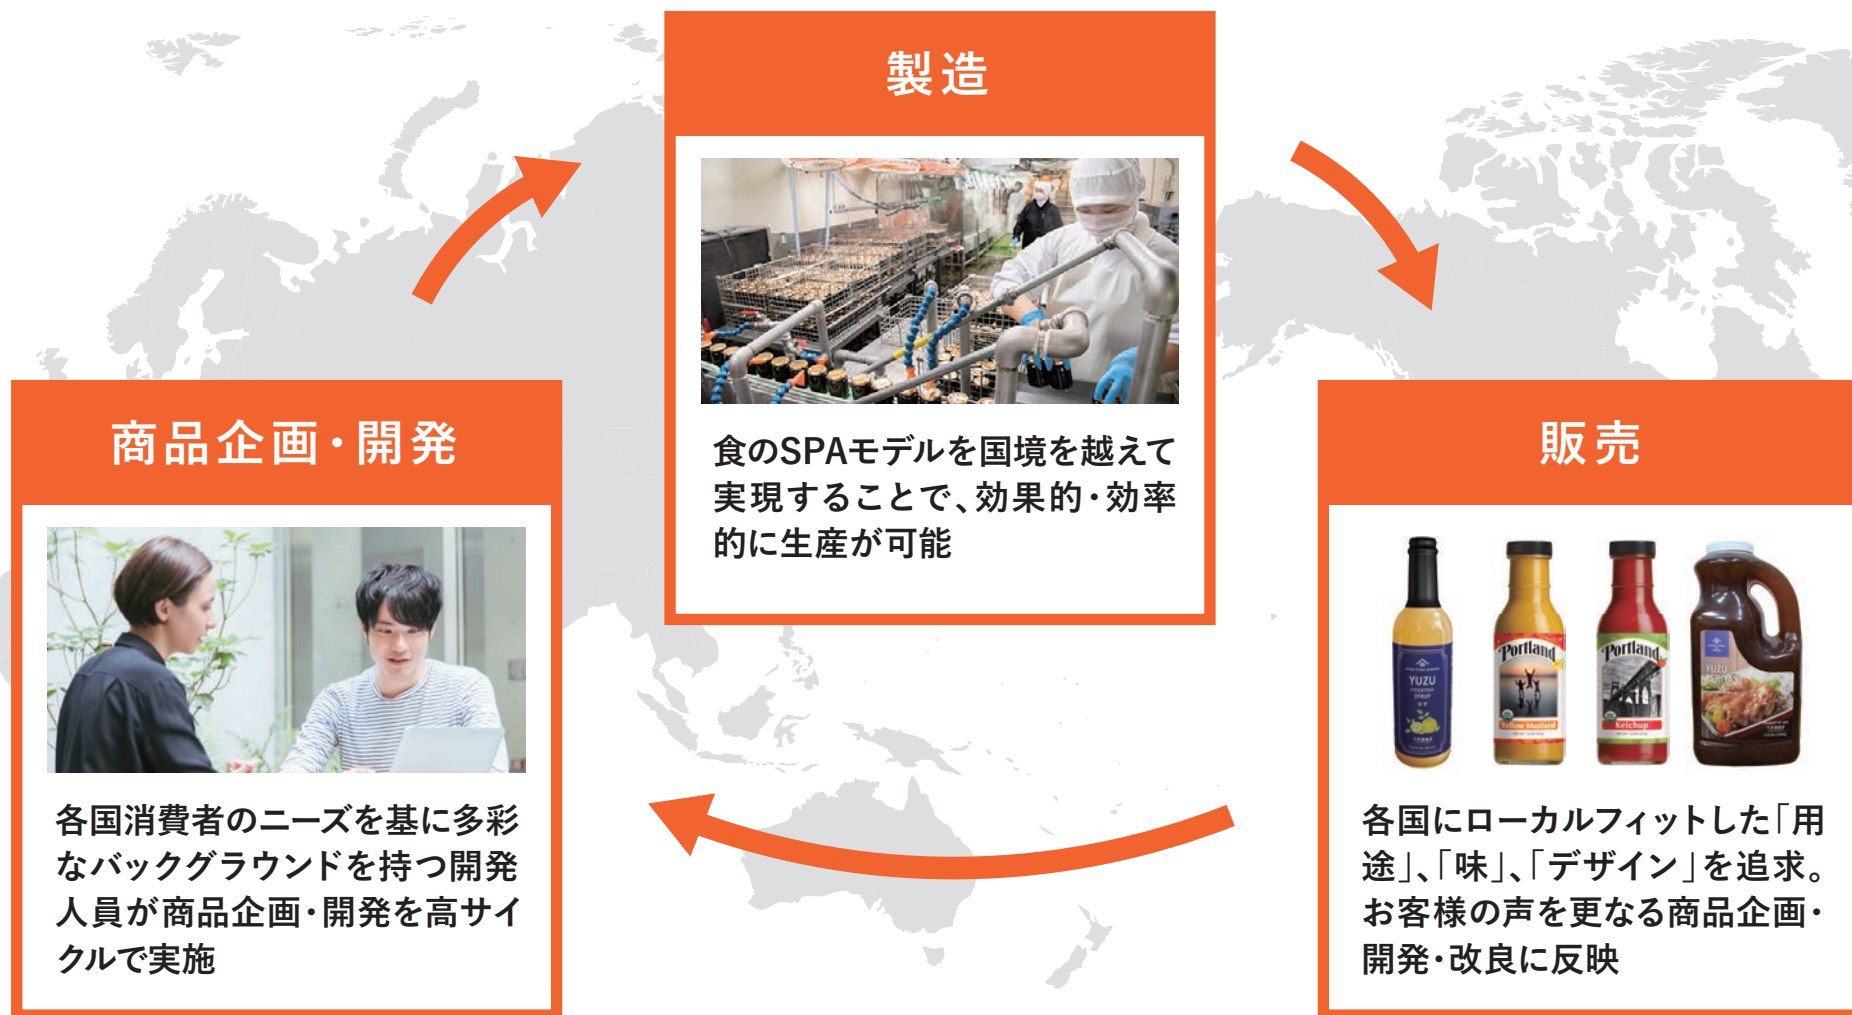 製造
食のSPAモデルを国境を越えて
実現することで、効果的・効率
的に生産が可能
商品企画・開発
各国消費者のニーズを基に多彩
なバックグラウンドを持つ開発
人員が商品企画・開発を高サイ
クルで実施
販売
YUZU
COCKTAIL
SYRUP
ゆず
Portland
Yellow Mustard
Portland
Ketchup
YUZU
各国にローカルフィットした「用
途」、「味」、「デザイン」を追求。
お客様の声を更なる商品企画・
開発・改良に反映